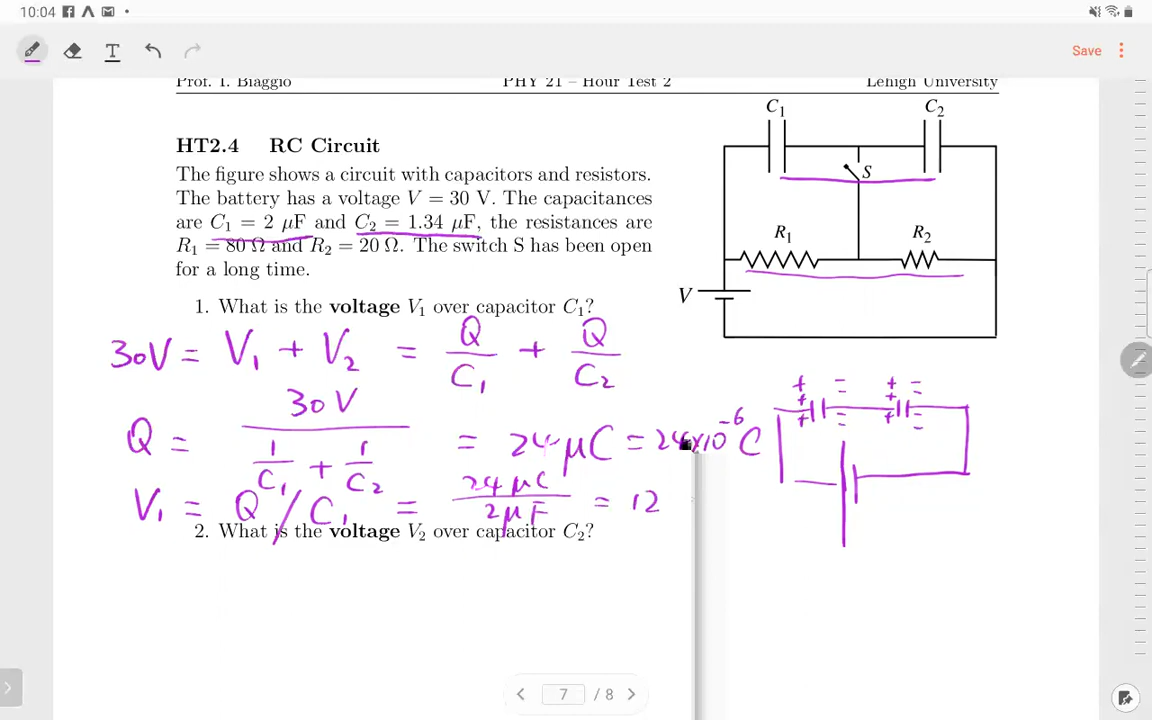 10:04
T
Save
Prof. I. Biaggio PHY 21 – Hour Test 2 Lehigh University
HT2.4 RC Circuit
The figure shows a circuit with capacitors and resistors.
The battery has a voltage V = 30 V. The capacitances
are C₁ = 2 μF and C₂ = 1.34 μF, the resistances are
R₁ = 80 Ω and R₂ = 20 Ω. The switch S has been open
for a long time.
C₁ C₂
S
R₁ R₂
V
1. What is the voltage V₁ over capacitor C₁?
30V = V₁ + V₂ = Q/C₁ + Q/C₂
Q = 30V / (1/C₁ + 1/C₂) = 24 μC = 24×10⁻⁶ C
V₁ = Q/C₁ = 24 μC / 2 μF = 12
2. What is the voltage V₂ over capacitor C₂?
+ = + =
+ + =
+ - + =
7 / 8